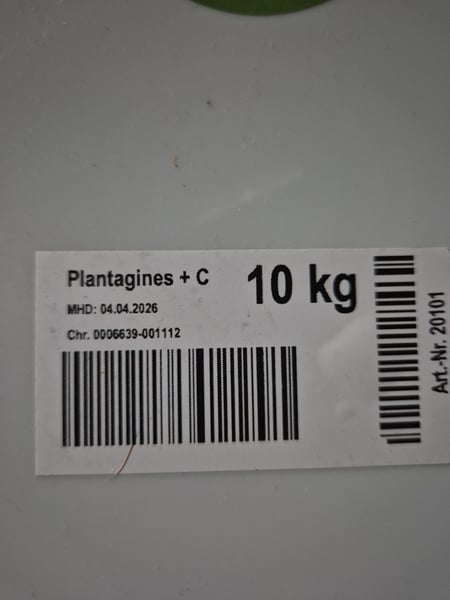 Plantagines + C
10 kg
MHD: 04.04.2026
Chr. 0006639-001112
Art.-Nr. 20101